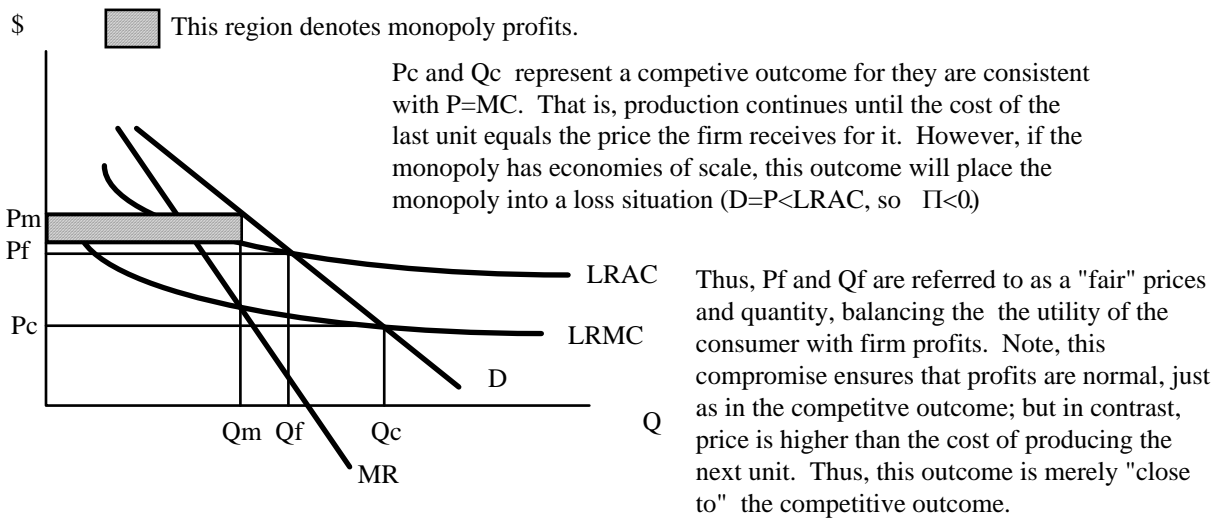 $
This region denotes monopoly profits.
Pc and Qc represent a competive outcome for they are consistent
with P=MC. That is, production continues until the cost of the
last unit equals the price the firm receives for it. However, if the
monopoly has economies of scale, this outcome will place the
monopoly into a loss situation (D=P<LRAC, so Π<0.)
Pm
Pf
Pc
LRAC
LRMC
D
Thus, Pf and Qf are referred to as a "fair" prices
and quantity, balancing the the utility of the
consumer with firm profits. Note, this
compromise ensures that profits are normal, just
as in the competitve outcome; but in contrast,
price is higher than the cost of producing the
next unit. Thus, this outcome is merely "close
to" the competitive outcome.
Qm Qf Qc
Q
MR